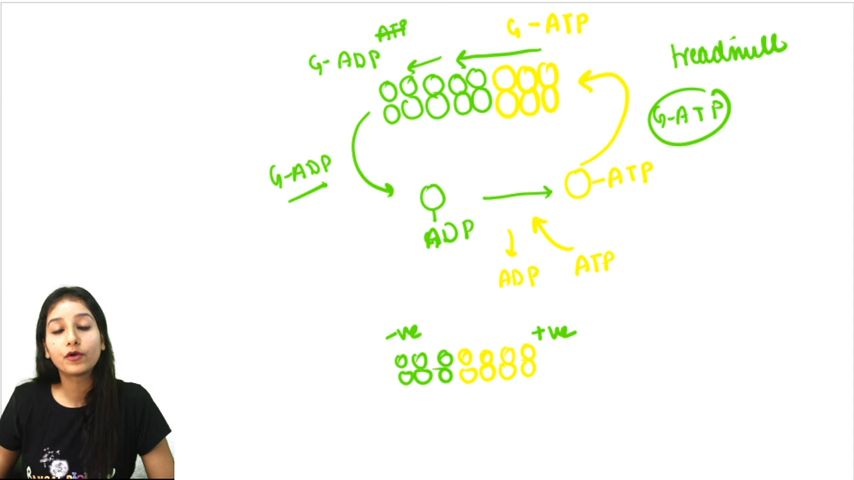 ATP
G-ATP
G-ADP
treadmill
G-ATP
G-ADP
-ATP
ADP
ADP
ATP
-ve
+ve